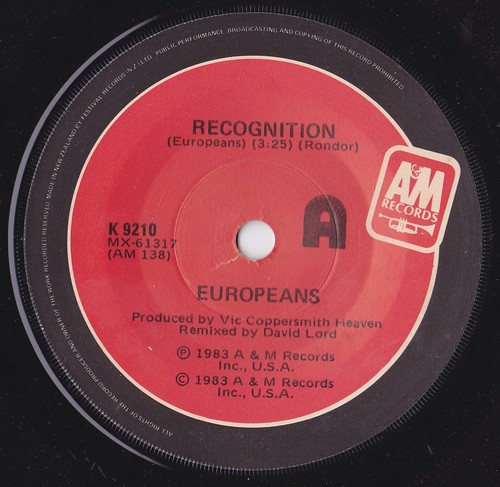 ALL RIGHTS OF THE RECORD PRODUCER AND OWNER OF THE WORK RECORDED RESERVED MADE IN NEW ZEALAND BY FESTIVAL RECORDS (N.Z.) LTD. PUBLIC PERFORMANCE, BROADCASTING AND COPYING OF THIS RECORD PROHIBITED
RECOGNITION
(Europeans) (3:25) (Rondor)
A&M
RECORDS
K 9210
MX-61317
(AM 138)
A
EUROPEANS
Produced by Vic Coppersmith Heaven
Remixed by David Lord
Ⓟ 1983 A & M Records
Inc., U.S.A.
© 1983 A & M Records
Inc., U.S.A.